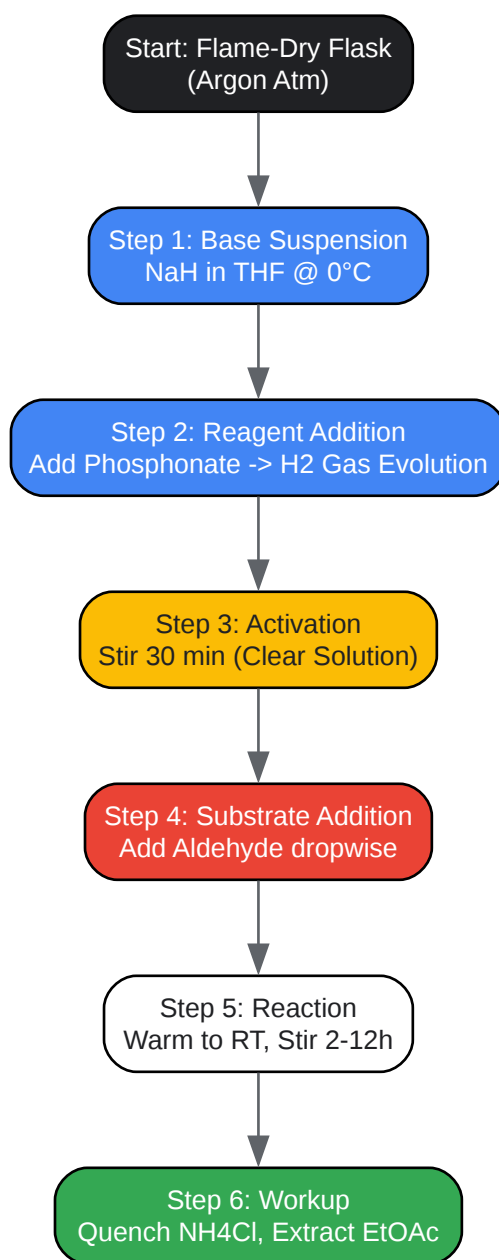 Start: Flame-Dry Flask
(Argon Atm)
Step 1: Base Suspension
NaH in THF @ 0°C
Step 2: Reagent Addition
Add Phosphonate -> H2 Gas Evolution
Step 3: Activation
Stir 30 min (Clear Solution)
Step 4: Substrate Addition
Add Aldehyde dropwise
Step 5: Reaction
Warm to RT, Stir 2-12h
Step 6: Workup
Quench NH4Cl, Extract EtOAc